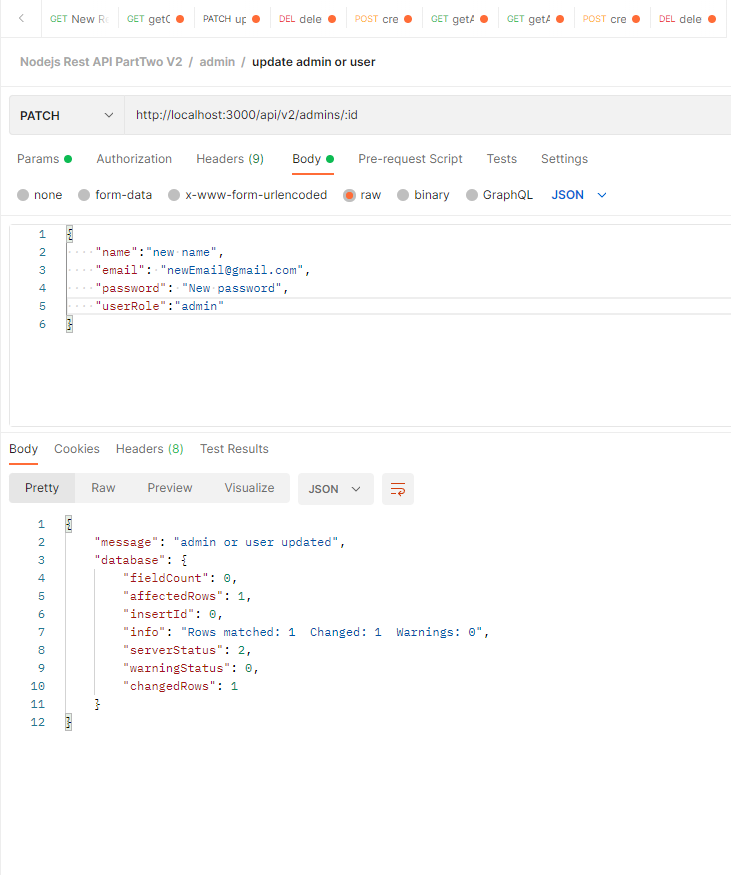 GET New Re GET getC PATCH up DEL dele POST cre GET getA GET getA POST cre DEL dele
Nodejs Rest API PartTwo V2 / admin / update admin or user
PATCH http://localhost:3000/api/v2/admins/:id
Params Authorization Headers (9) Body Pre-request Script Tests Settings
none form-data x-www-form-urlencoded raw binary GraphQL JSON
1 {
2 "name":"new name",
3 "email": "newEmail@gmail.com",
4 "password": "New password",
5 "userRole":"admin"
6 }
Body Cookies Headers (8) Test Results
Pretty Raw Preview Visualize JSON
1 {
2 "message": "admin or user updated",
3 "database": {
4 "fieldCount": 0,
5 "affectedRows": 1,
6 "insertId": 0,
7 "info": "Rows matched: 1  Changed: 1  Warnings: 0",
8 "serverStatus": 2,
9 "warningStatus": 0,
10 "changedRows": 1
11 }
12 }